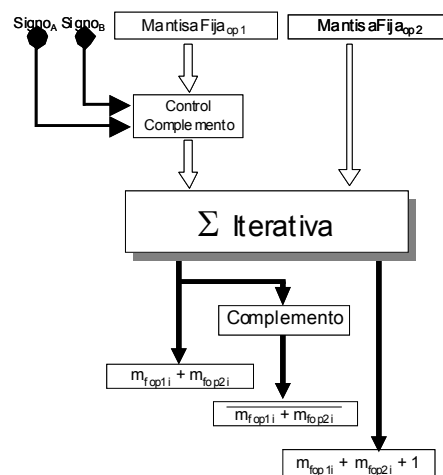 Signo_A Signo_B MantisaFija_op1 MantisaFija_op2
Control
Complemento
Σ Iterativa
Complemento
m_fop1i + m_fop2i
m_fop1i + m_fop2i
m_fop1i + m_fop2i + 1